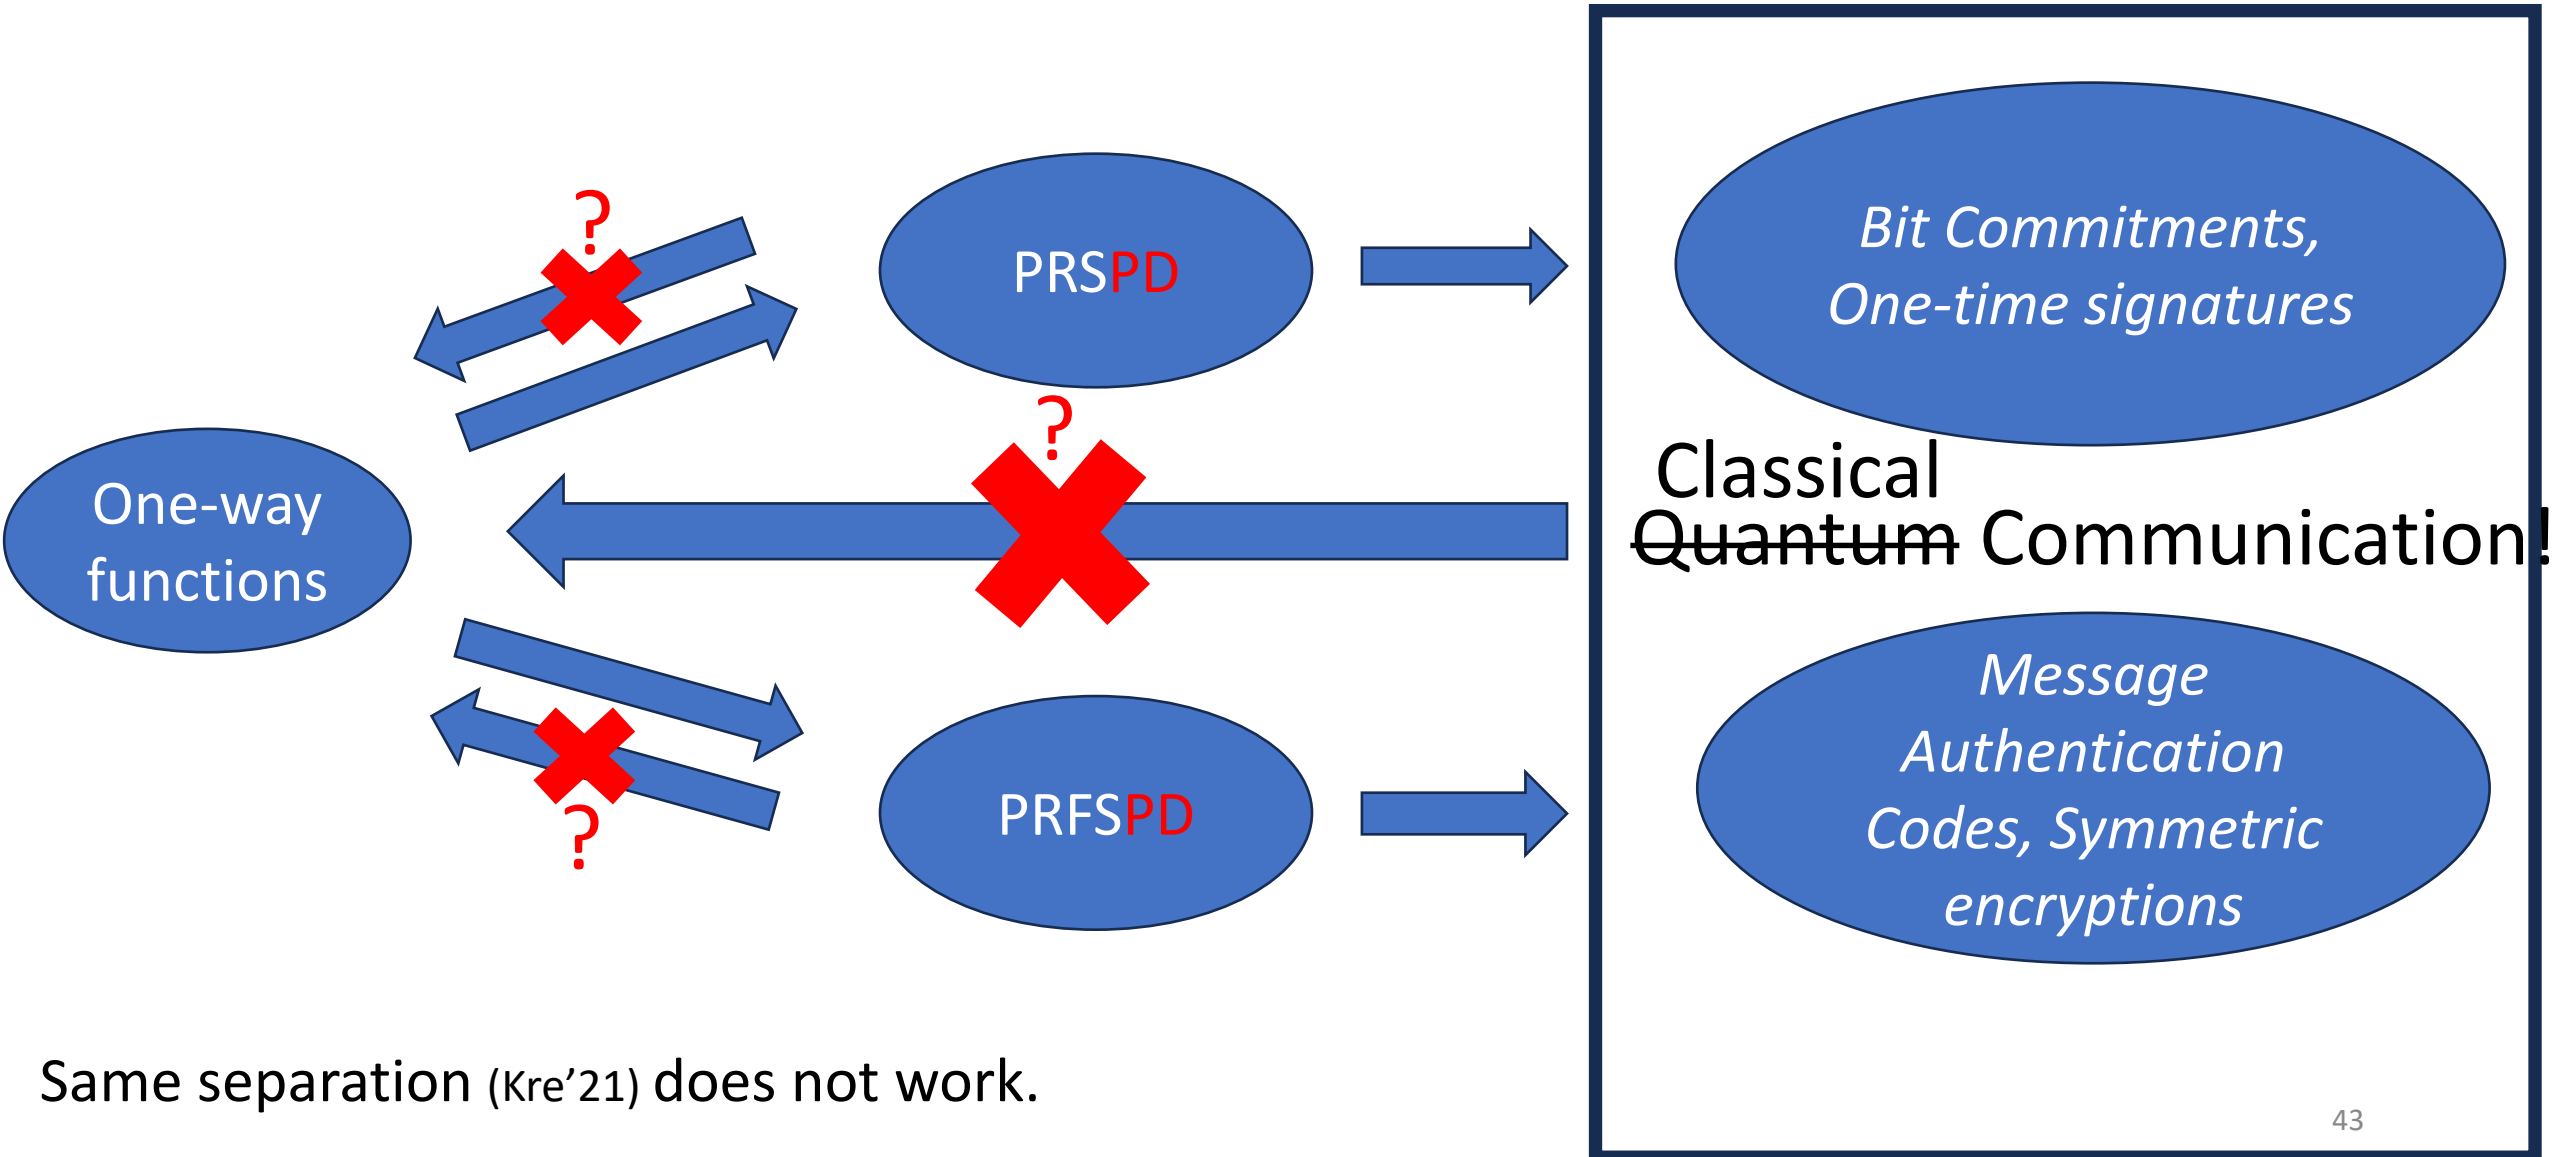 ?
PRSPD
Bit Commitments,
One-time signatures
?
One-way
functions
Classical
Quantum Communication!
PRFSPD
?
Message
Authentication
Codes, Symmetric
encryptions
Same separation (Kre’21) does not work.
43